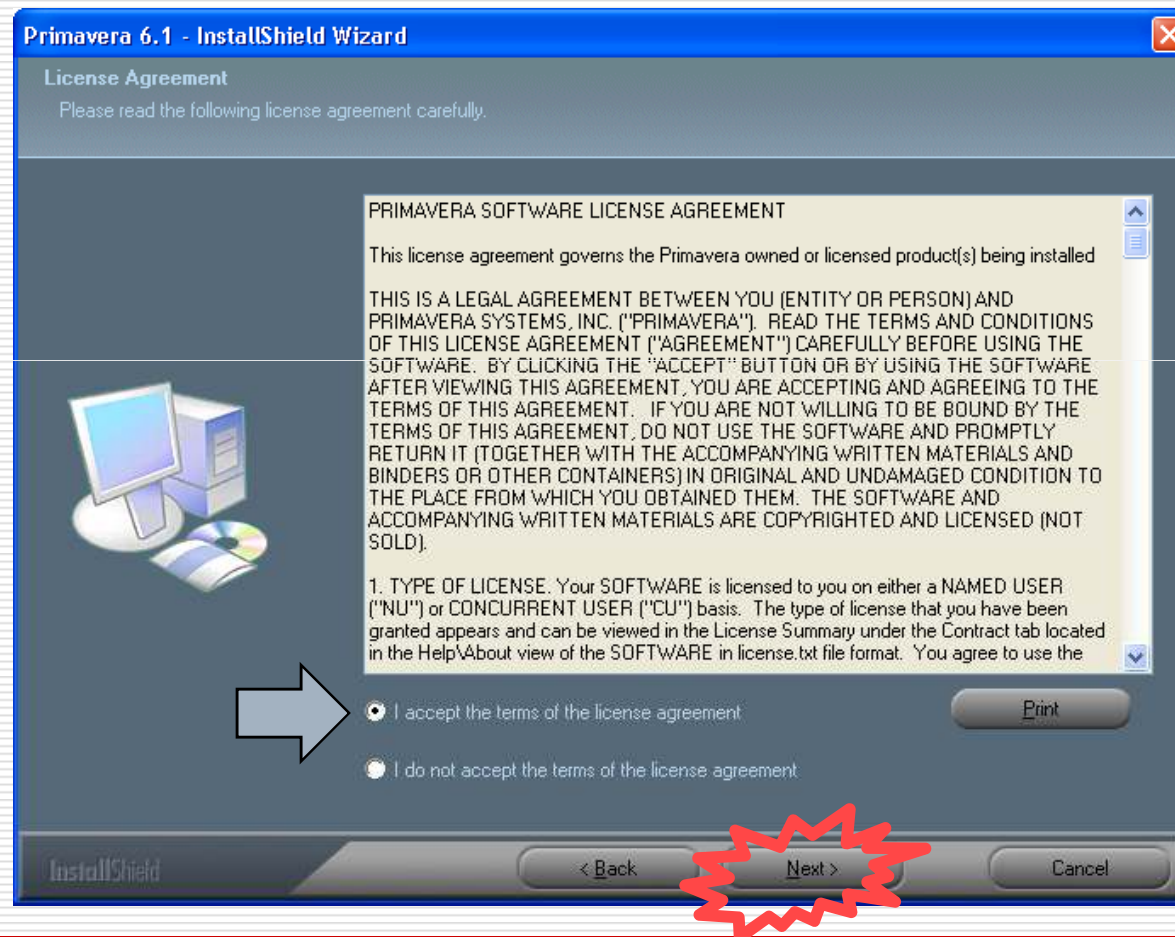 Primavera 6.1 - InstallShield Wizard
License Agreement
Please read the following license agreement carefully.
PRIMAVERA SOFTWARE LICENSE AGREEMENT
This license agreement governs the Primavera owned or licensed product(s) being installed
THIS IS A LEGAL AGREEMENT BETWEEN YOU (ENTITY OR PERSON) AND
PRIMAVERA SYSTEMS, INC. ("PRIMAVERA").  READ THE TERMS AND CONDITIONS
OF THIS LICENSE AGREEMENT ("AGREEMENT") CAREFULLY BEFORE USING THE
SOFTWARE.  BY CLICKING THE "ACCEPT" BUTTON OR BY USING THE SOFTWARE
AFTER VIEWING THIS AGREEMENT, YOU ARE ACCEPTING AND AGREEING TO THE
TERMS OF THIS AGREEMENT.  IF YOU ARE NOT WILLING TO BE BOUND BY THE
TERMS OF THIS AGREEMENT, DO NOT USE THE SOFTWARE AND PROMPTLY
RETURN IT (TOGETHER WITH THE ACCOMPANYING WRITTEN MATERIALS AND
BINDERS OR OTHER CONTAINERS) IN ORIGINAL AND UNDAMAGED CONDITION TO
THE PLACE FROM WHICH YOU OBTAINED THEM.  THE SOFTWARE AND
ACCOMPANYING WRITTEN MATERIALS ARE COPYRIGHTED AND LICENSED (NOT
SOLD).
1. TYPE OF LICENSE. Your SOFTWARE is licensed to you on either a NAMED USER
("NU") or CONCURRENT USER ("CU") basis.  The type of license that you have been
granted appears and can be viewed in the License Summary under the Contract tab located
in the Help\About view of the SOFTWARE in license.txt file format.  You agree to use the
I accept the terms of the license agreement
Print
I do not accept the terms of the license agreement
InstallShield
< Back
Next >
Cancel